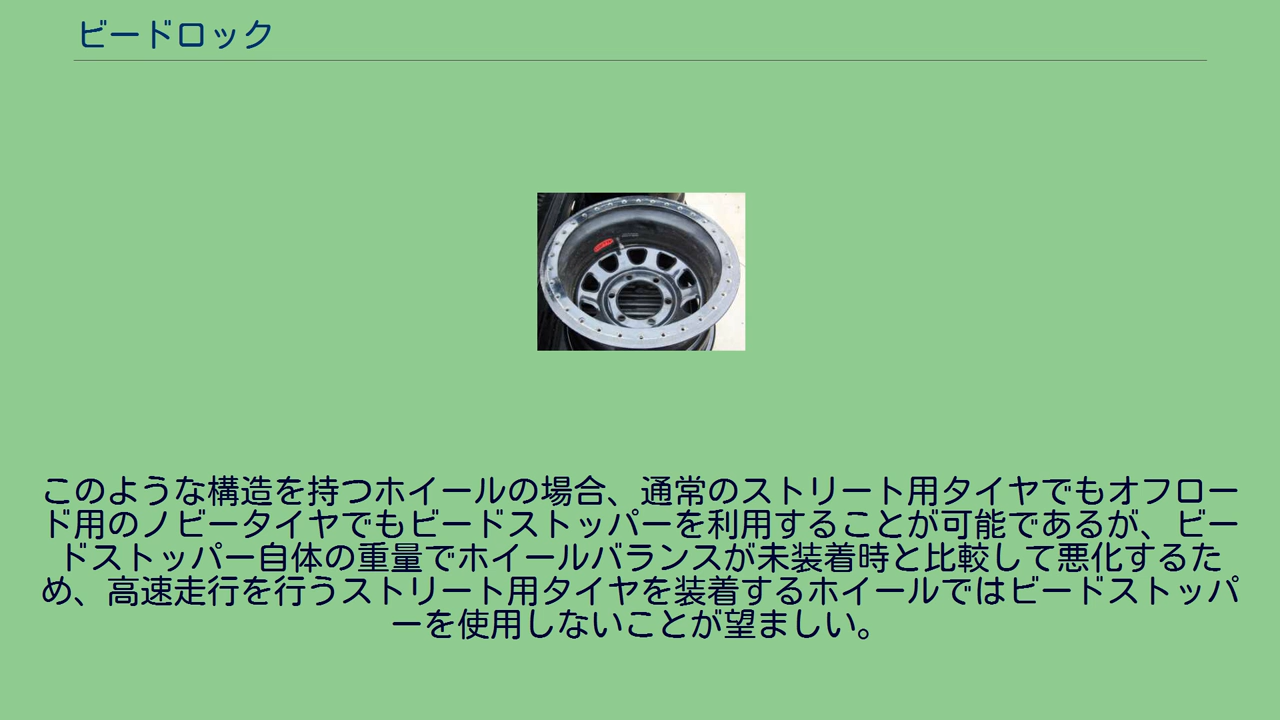 ビードロック
このような構造を持つホイールの場合、通常のストリート用タイヤでもオフロー
ド用のノビータイヤでもビードストッパーを利用することが可能であるが、ビー
ドストッパー自体の重量でホイールバランスが未装着時と比較して悪化するた
め、高速走行を行うストリート用タイヤを装着するホイールではビードストッパ
ーを使用しないことが望ましい。